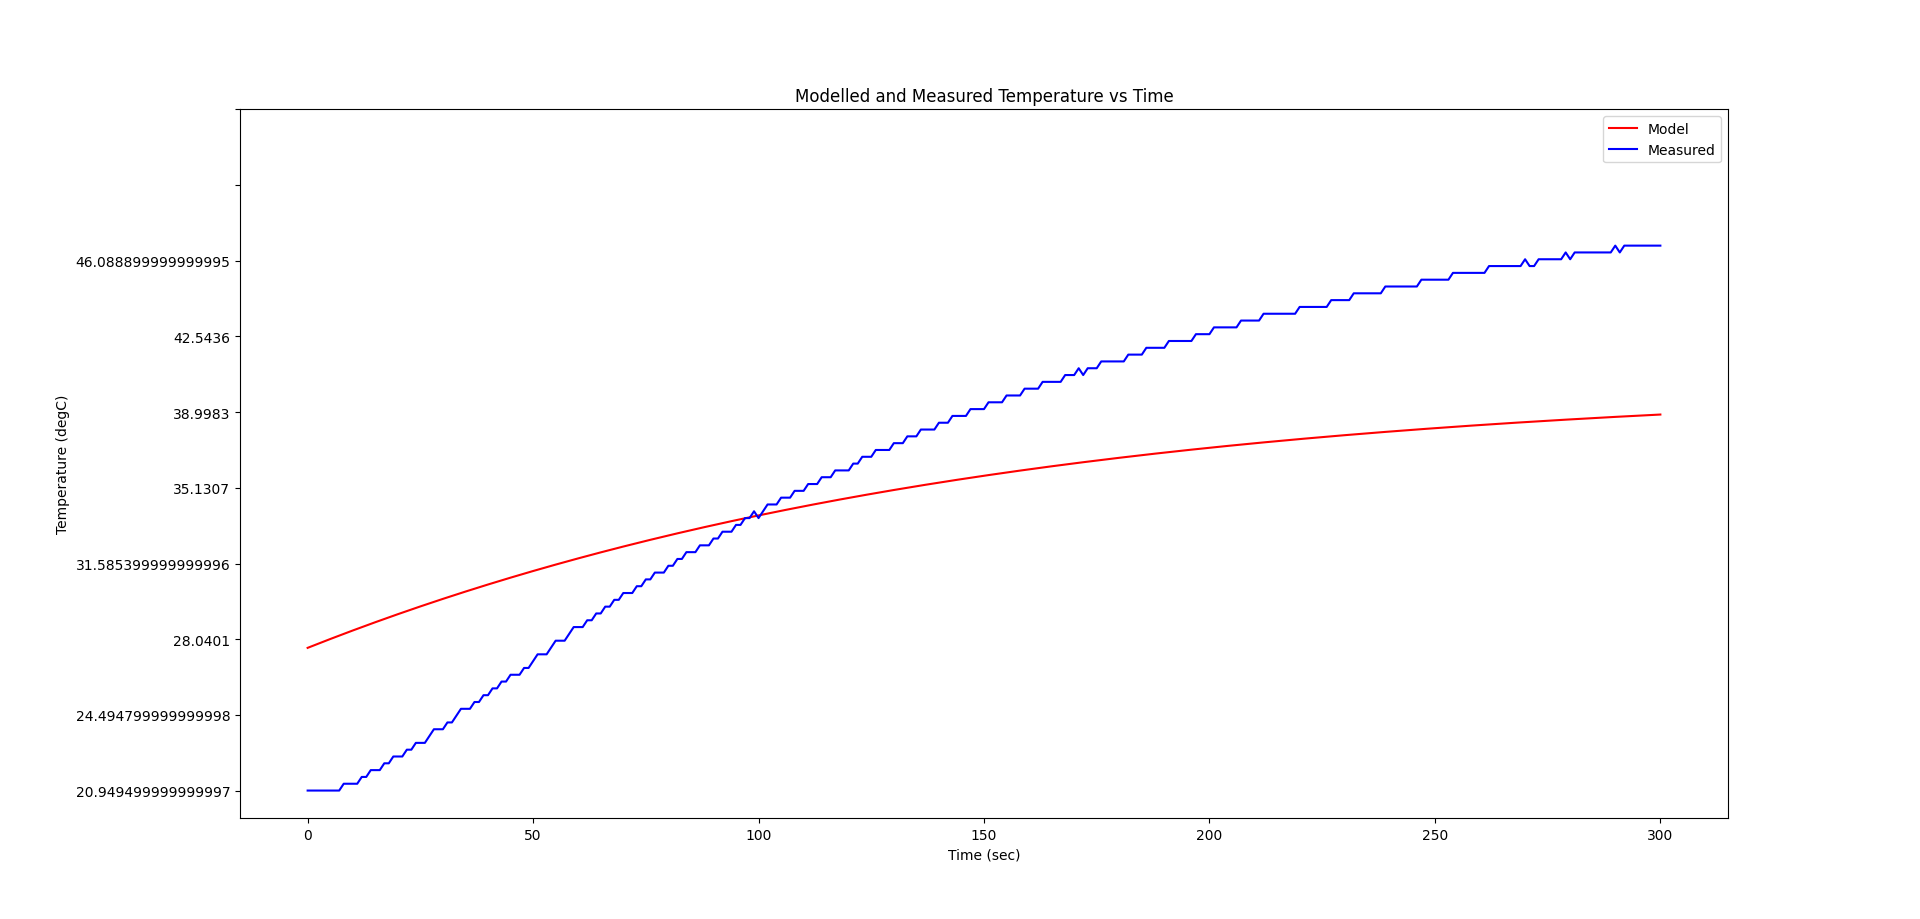 Modelled and Measured Temperature vs Time
Model
Measured
46.088899999999995
42.5436
38.9983
35.1307
31.585399999999996
28.0401
24.494799999999998
20.949499999999997
Temperature (degC)
0 50 100 150 200 250 300
Time (sec)